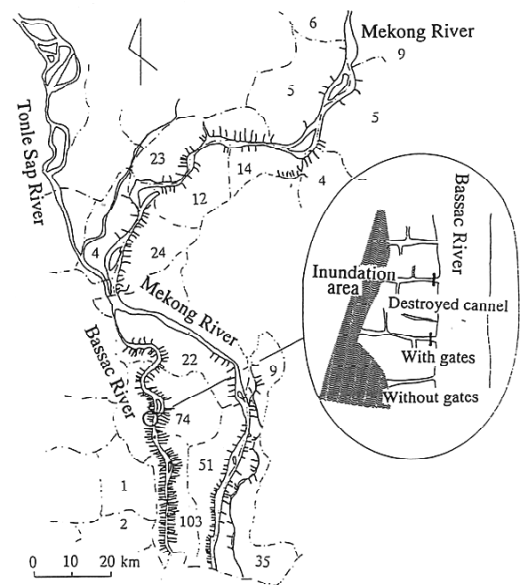 6
Mekong River
9
5
5
Tonle Sap River
23
14
4
12
4
24
Bassac River
Inundation
area
Destroyed cannel
With gates
Without gates
Mekong River
Bassac River
22
9
74
51
1
2
103
35
0 10 20 km